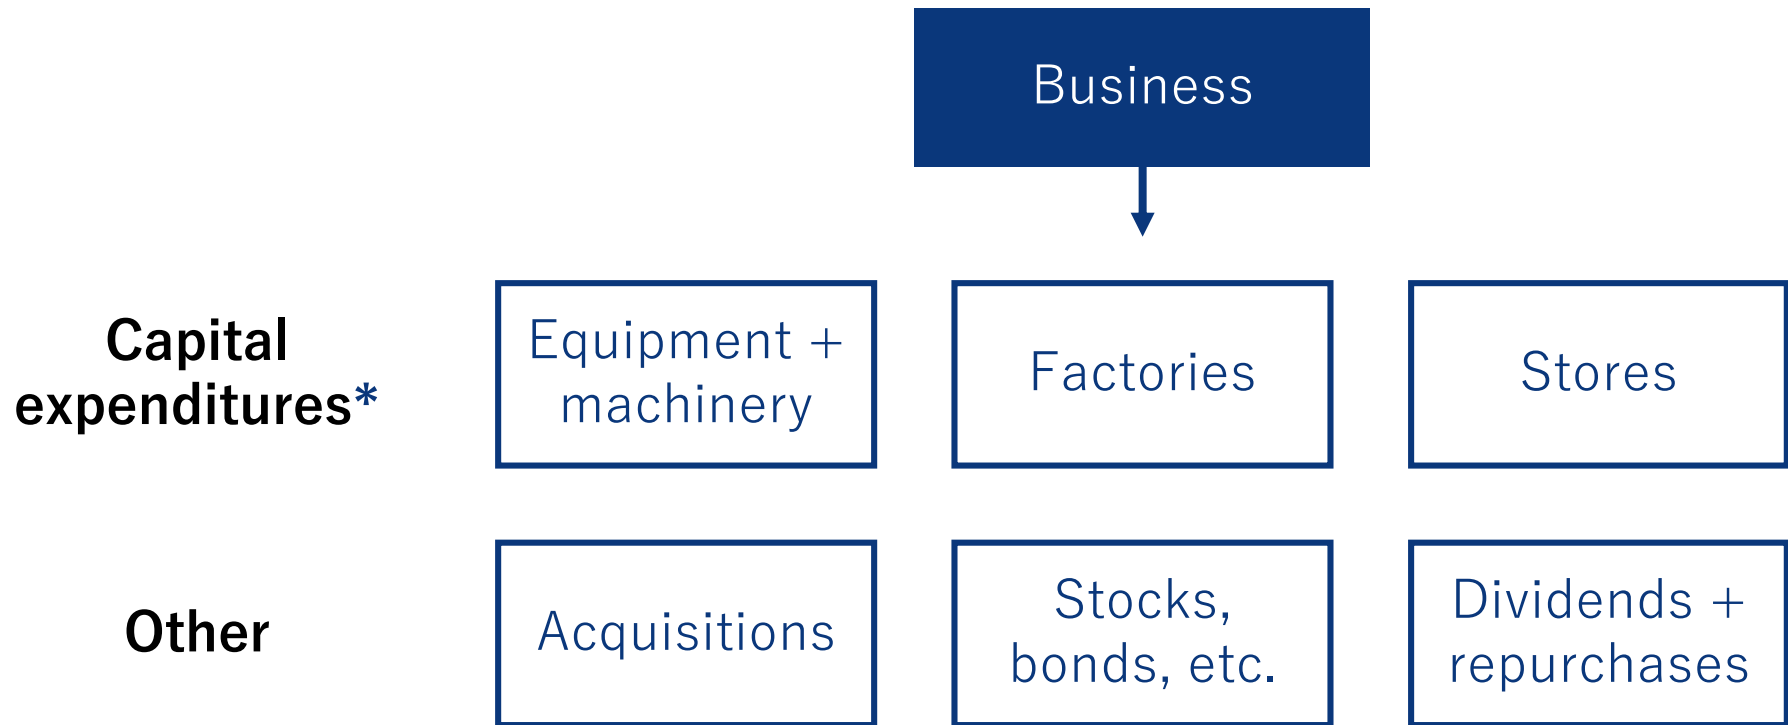 Business
Capital
expenditures*
Equipment +
machinery
Factories
Stores
Other
Acquisitions
Stocks,
bonds, etc.
Dividends +
repurchases